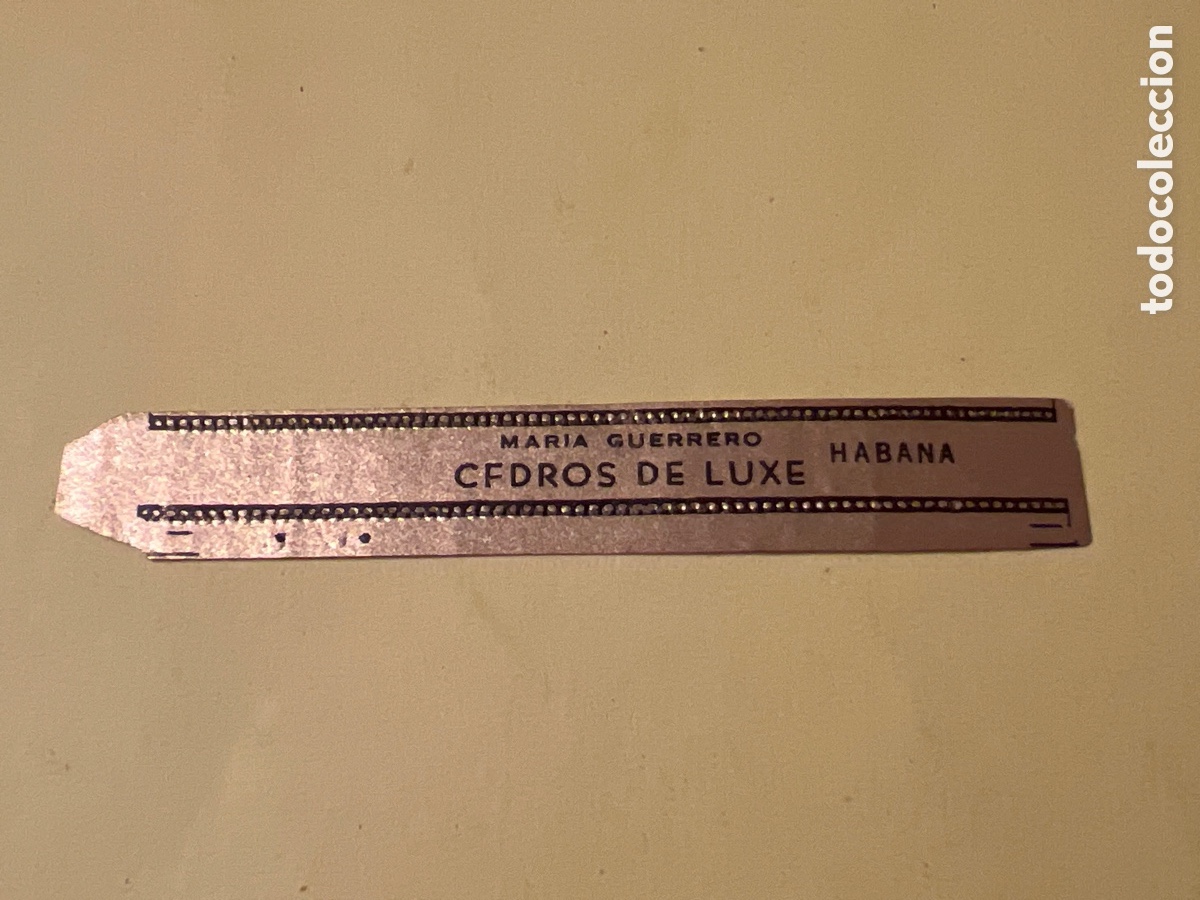 MARIA GUERRERO
CFDROS DE LUXE
HABANA
todocoleccion